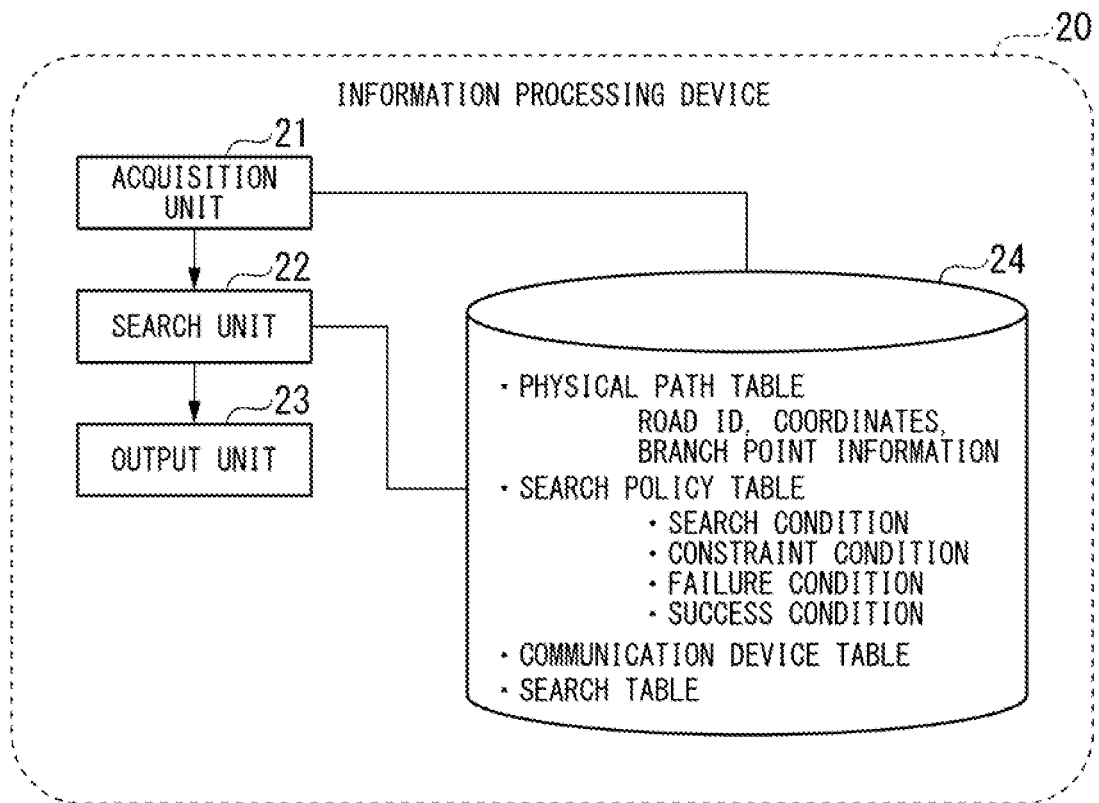 20
INFORMATION PROCESSING DEVICE
21
ACQUISITION
UNIT
22
SEARCH UNIT
23
OUTPUT UNIT
24
・PHYSICAL PATH TABLE
ROAD ID, COORDINATES,
BRANCH POINT INFORMATION
・SEARCH POLICY TABLE
・SEARCH CONDITION
・CONSTRAINT CONDITION
・FAILURE CONDITION
・SUCCESS CONDITION
・COMMUNICATION DEVICE TABLE
・SEARCH TABLE